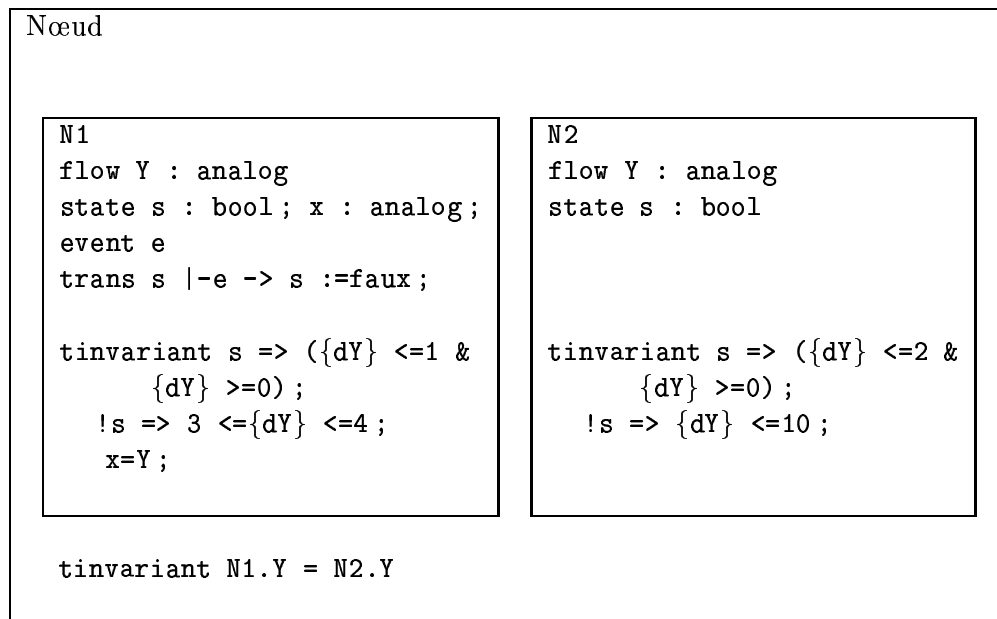 Nœud
N1
flow Y : analog
state s : bool ; x : analog ;
event e
trans s |-e -> s :=faux ;
tinvariant s => ({dY} <=1 &
{dY} >=0) ;
!s => 3 <={dY} <=4 ;
x=Y ;
N2
flow Y : analog
state s : bool
tinvariant s => ({dY} <=2 &
{dY} >=0) ;
!s => {dY} <=10 ;
tinvariant N1.Y = N2.Y